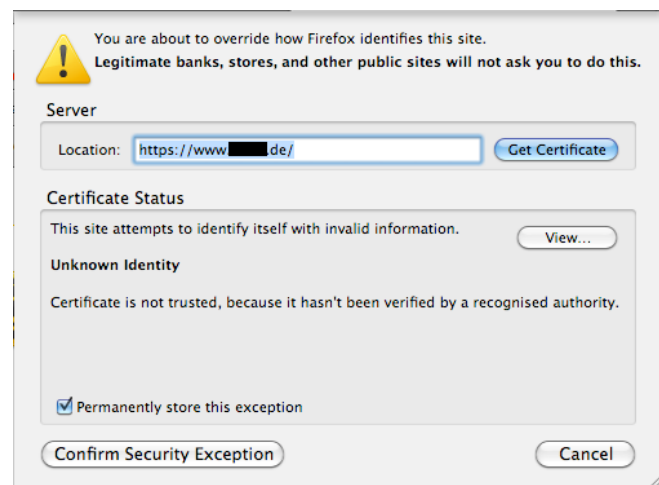 You are about to override how Firefox identifies this site.
Legitimate banks, stores, and other public sites will not ask you to do this.
Server
Location: https://www. .de/ Get Certificate
Certificate Status
This site attempts to identify itself with invalid information. View...
Unknown Identity
Certificate is not trusted, because it hasn't been verified by a recognised authority.
Permanently store this exception
Confirm Security Exception Cancel